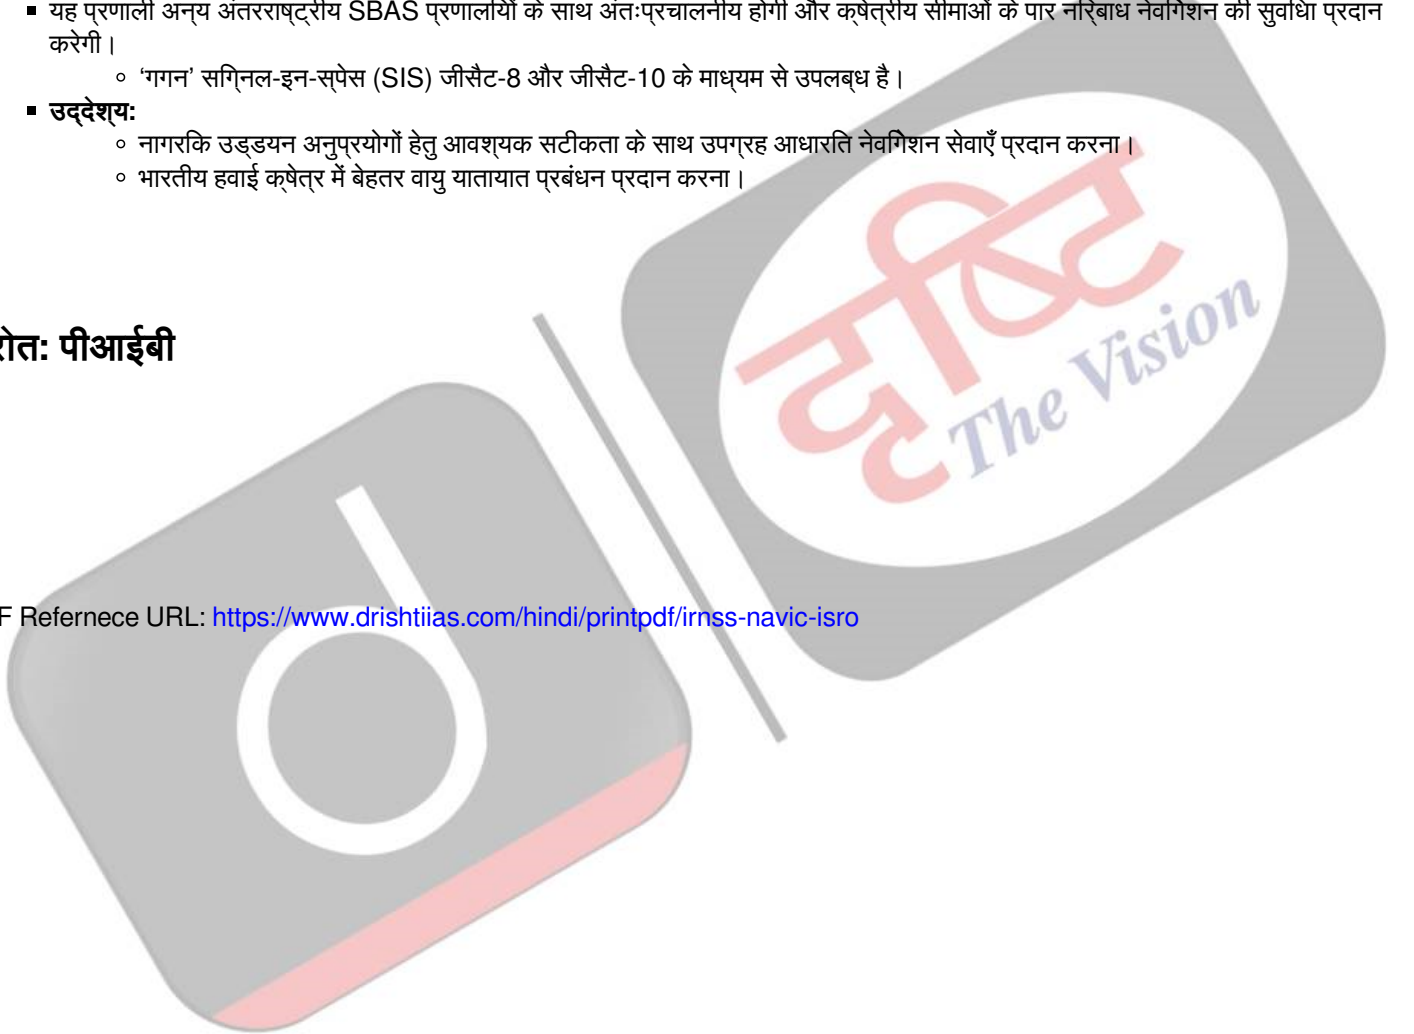 यह प्रणाली अन्य अंतरराष्ट्रीय SBAS प्रणालियों के साथ अंतःप्रचालनीय होगी और क्षेत्रीय सीमाओं के पार निर्बाध नेविगेशन की सुविधा प्रदान
करेगी।
‘गगन’ सिग्निल-इन-स्पेस (SIS) जीसैट-8 और जीसैट-10 के माध्यम से उपलब्ध है।
उद्देश्य:
नागरिक उड्डयन अनुप्रयोगों हेतु आवश्यक सटीकता के साथ उपग्रह आधारित नेविगेशन सेवाएँ प्रदान करना।
भारतीय हवाई क्षेत्र में बेहतर वायु यातायात प्रबंधन प्रदान करना।
दृष्टि
The Vision
रोत: पीआईबी
F Refernece URL: https://www.drishtiias.com/hindi/printpdf/irnss-navic-isro
d